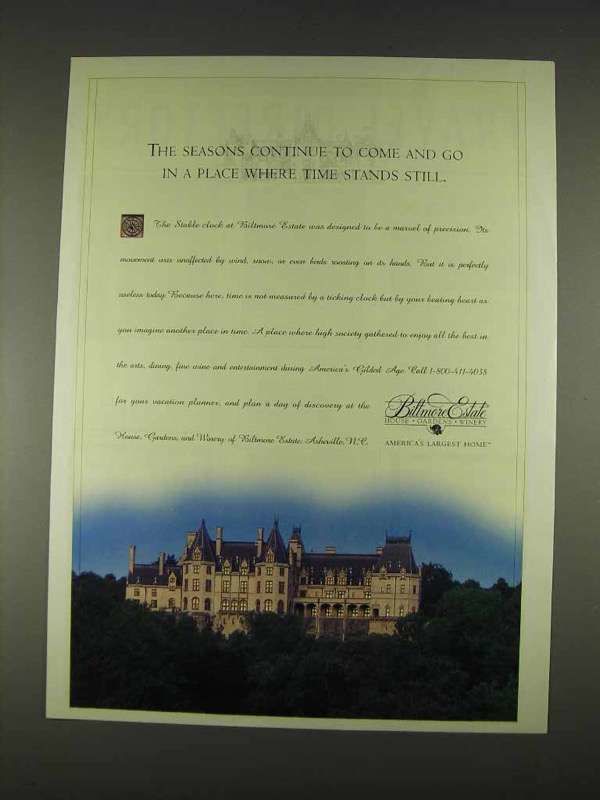 THE SEASONS CONTINUE TO COME AND GO
IN A PLACE WHERE TIME STANDS STILL.
The Stable clock at Biltmore Estate was designed to be a marvel of precision. Its
movement was unaffected by wind, snow, or even birds roosting on its hands. But it is perfectly
useless today. Because here, time is not measured by a ticking clock but by your beating heart as
you imagine another place in time. A place where high society gathered to enjoy all the best in
the arts, dining, fine wine and entertainment during America's Gilded Age. Call 1-800-411-4038
for your vacation planner, and plan a day of discovery at the
House, Gardens, and Winery of Biltmore Estate, Asheville, N.C.
Biltmore Estate
HOUSE • GARDENS • WINERY
AMERICA'S LARGEST HOME™